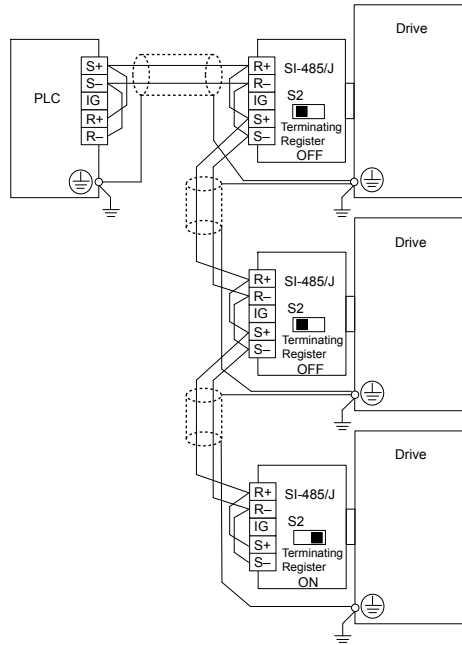 PLC
S+
S–
IG
R+
R–
R+
R–
IG
S+
S–
SI-485/J
S2
Terminating
Register
OFF
Drive
R+
R–
IG
S+
S–
SI-485/J
S2
Terminating
Register
OFF
Drive
R+
R–
IG
S+
S–
SI-485/J
S2
Terminating
Register
ON
Drive